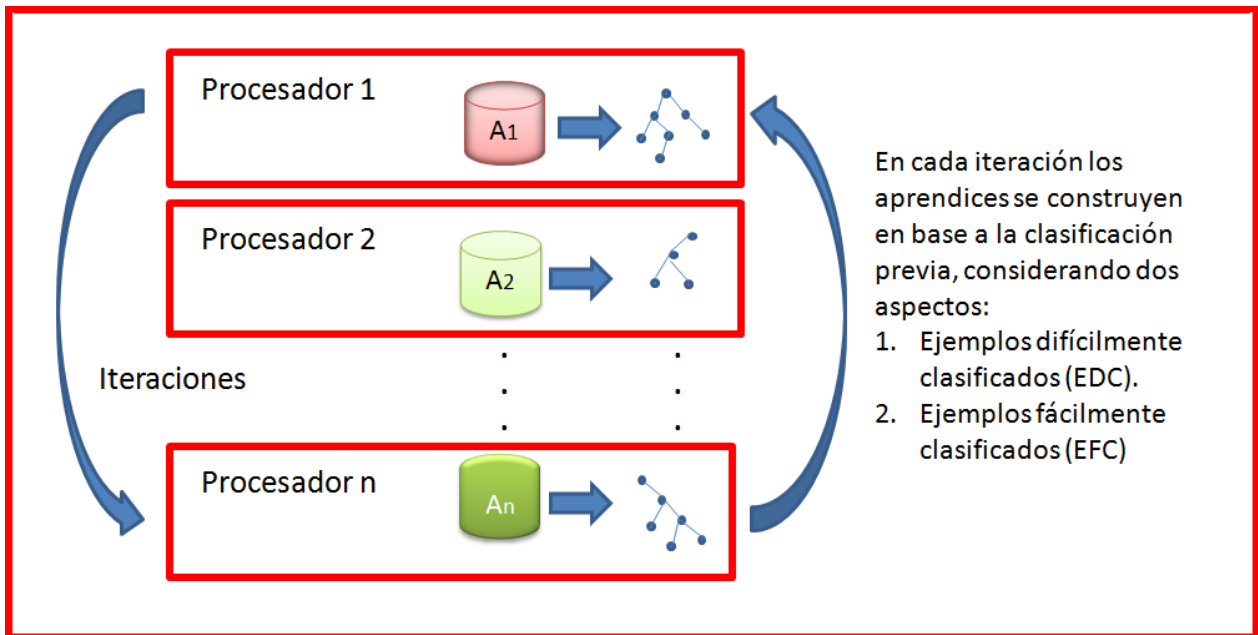 Procesador 1
A1
Procesador 2
A2
Iteraciones
Procesador n
An
En cada iteración los
aprendices se construyen
en base a la clasificación
previa, considerando dos
aspectos:
1. Ejemplos difícilmente
clasificados (EDC).
2. Ejemplos fácilmente
clasificados (EFC)